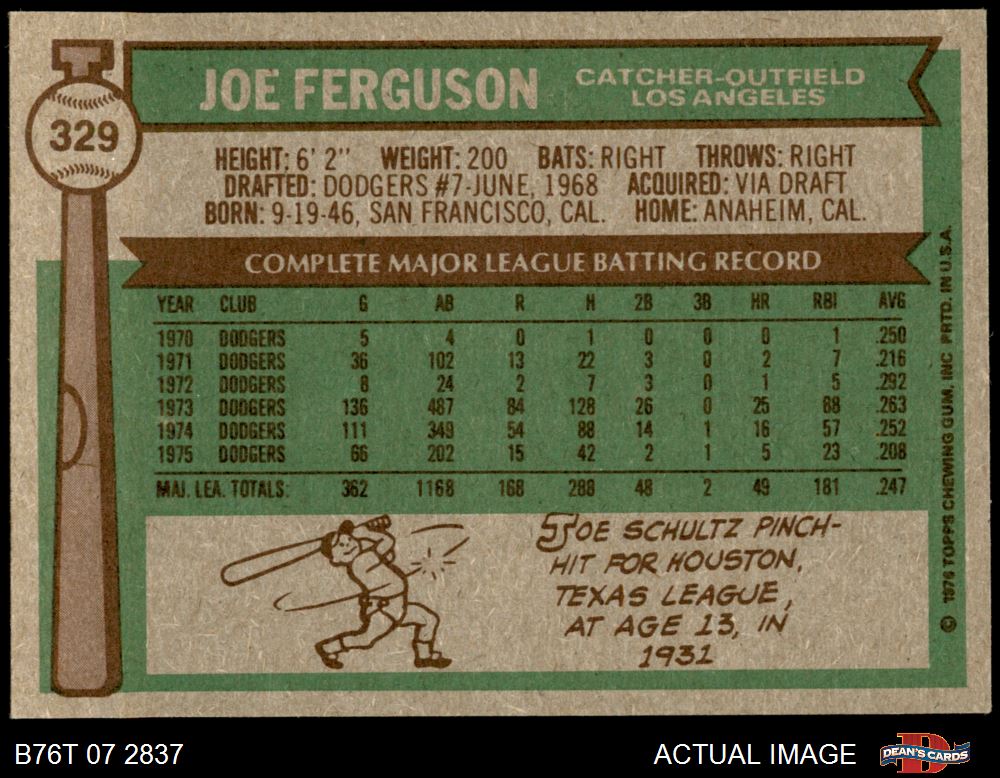 329
JOE FERGUSON
CATCHER-OUTFIELD
LOS ANGELES
HEIGHT: 6' 2" WEIGHT: 200 BATS: RIGHT THROWS: RIGHT
DRAFTED: DODGERS #7-JUNE, 1968 ACQUIRED: VIA DRAFT
BORN: 9-19-46, SAN FRANCISCO, CAL. HOME: ANAHEIM, CAL.
COMPLETE MAJOR LEAGUE BATTING RECORD
YEAR CLUB G AB R H 2B 3B HR RBI AVG
1970 DODGERS 5 4 0 1 0 0 0 1 .250
1971 DODGERS 36 102 13 22 3 0 2 7 .216
1972 DODGERS 8 24 2 7 3 0 1 5 .292
1973 DODGERS 136 487 84 128 26 0 25 88 .263
1974 DODGERS 111 349 54 88 14 1 16 57 .252
1975 DODGERS 66 202 15 42 2 1 5 23 .208
MAJ. LEA. TOTALS: 362 1168 168 288 48 2 49 181 .247
JOE SCHULTZ PINCH-
HIT FOR HOUSTON,
TEXAS LEAGUE,
AT AGE 13, IN
1931
© 1976 TOPPS CHEWING GUM, INC PRTD. IN U.S.A.
B76T 07 2837
ACTUAL IMAGE
D
DEAN'S CARDS